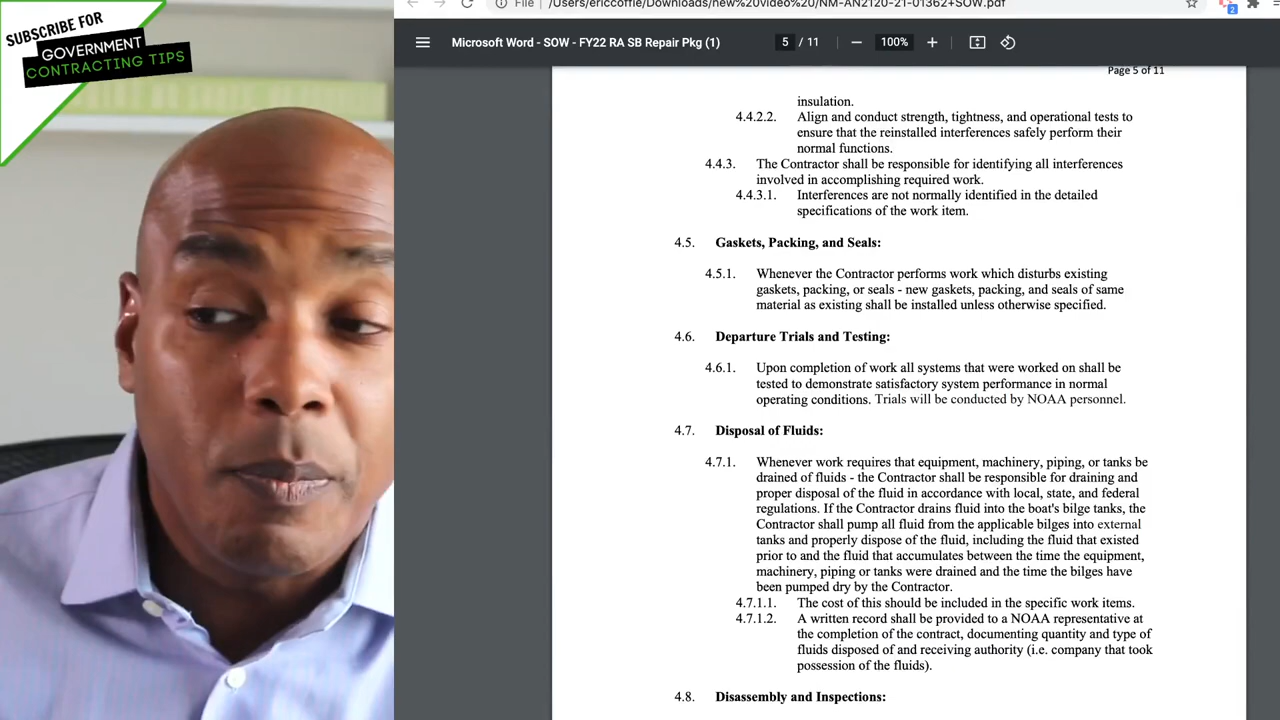 SUBSCRIBE FOR
GOVERNMENT
CONTRACTING TIPS
File | /Users/ericcoffie/Downloads/new%20video%20/NM-AN2120-21-01362+SOW.pdf
2
Microsoft Word - SOW - FY22 RA SB Repair Pkg (1)
5 / 11
100%
Page 5 of 11
insulation.
4.4.2.2. Align and conduct strength, tightness, and operational tests to
ensure that the reinstalled interferences safely perform their
normal functions.
4.4.3. The Contractor shall be responsible for identifying all interferences
involved in accomplishing required work.
4.4.3.1. Interferences are not normally identified in the detailed
specifications of the work item.
4.5. Gaskets, Packing, and Seals:
4.5.1. Whenever the Contractor performs work which disturbs existing
gaskets, packing, or seals - new gaskets, packing, and seals of same
material as existing shall be installed unless otherwise specified.
4.6. Departure Trials and Testing:
4.6.1. Upon completion of work all systems that were worked on shall be
tested to demonstrate satisfactory system performance in normal
operating conditions. Trials will be conducted by NOAA personnel.
4.7. Disposal of Fluids:
4.7.1. Whenever work requires that equipment, machinery, piping, or tanks be
drained of fluids - the Contractor shall be responsible for draining and
proper disposal of the fluid in accordance with local, state, and federal
regulations. If the Contractor drains fluid into the boat's bilge tanks, the
Contractor shall pump all fluid from the applicable bilges into external
tanks and properly dispose of the fluid, including the fluid that existed
prior to and the fluid that accumulates between the time the equipment,
machinery, piping or tanks were drained and the time the bilges have
been pumped dry by the Contractor.
4.7.1.1. The cost of this should be included in the specific work items.
4.7.1.2. A written record shall be provided to a NOAA representative at
the completion of the contract, documenting quantity and type of
fluids disposed of and receiving authority (i.e. company that took
possession of the fluids).
4.8. Disassembly and Inspections: